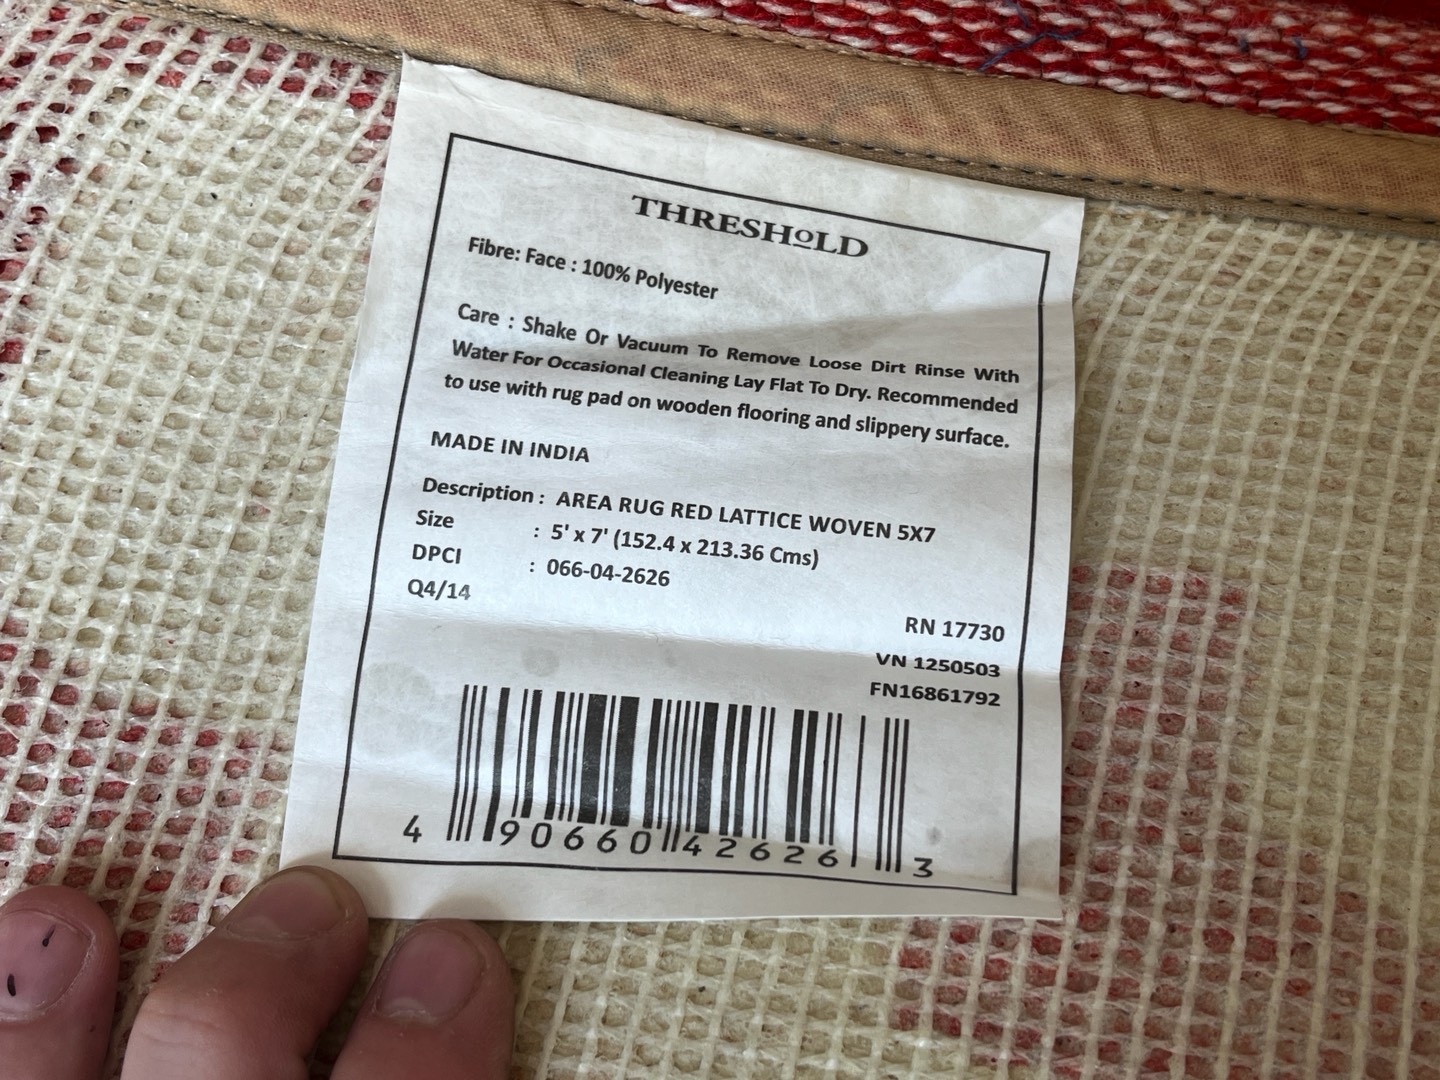 THRESHOLD
Fibre: Face : 100% Polyester
Care : Shake Or Vacuum To Remove Loose Dirt Rinse With
Water For Occasional Cleaning Lay Flat To Dry. Recommended
to use with rug pad on wooden flooring and slippery surface.
MADE IN INDIA
Description : AREA RUG RED LATTICE WOVEN 5X7
Size : 5' x 7' (152.4 x 213.36 Cms)
DPCI : 066-04-2626
Q4/14
RN 17730
VN 1250503
FN16861792
4 90660 42626 3